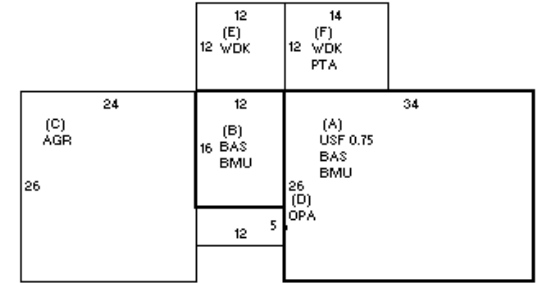 12
(E)
12 WDK
14
(F)
12 WDK
PTA
24
(C)
AGR
26
12
(B)
16 BAS
BMU
34
(A)
USF 0.75
BAS
BMU
26
(D)
OPA
5
12